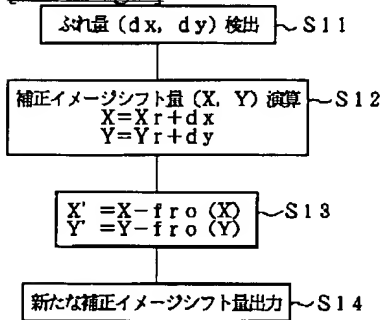 ぶれ量(dx, dy)検出 S11
補正イメージシフト量(X, Y)演算 S12
X=Xr+dx
Y=Yr+dy
X'=X-fro(X) S13
Y'=Y-fro(Y)
新たな補正イメージシフト量出力 S14